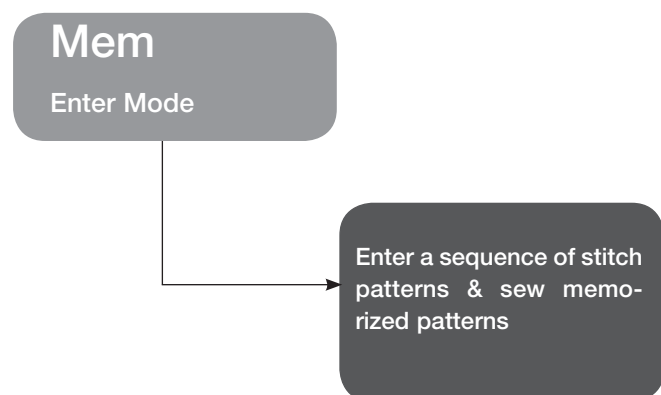 Mem
Enter Mode
Enter a sequence of stitch
patterns & sew memo-
rized patterns